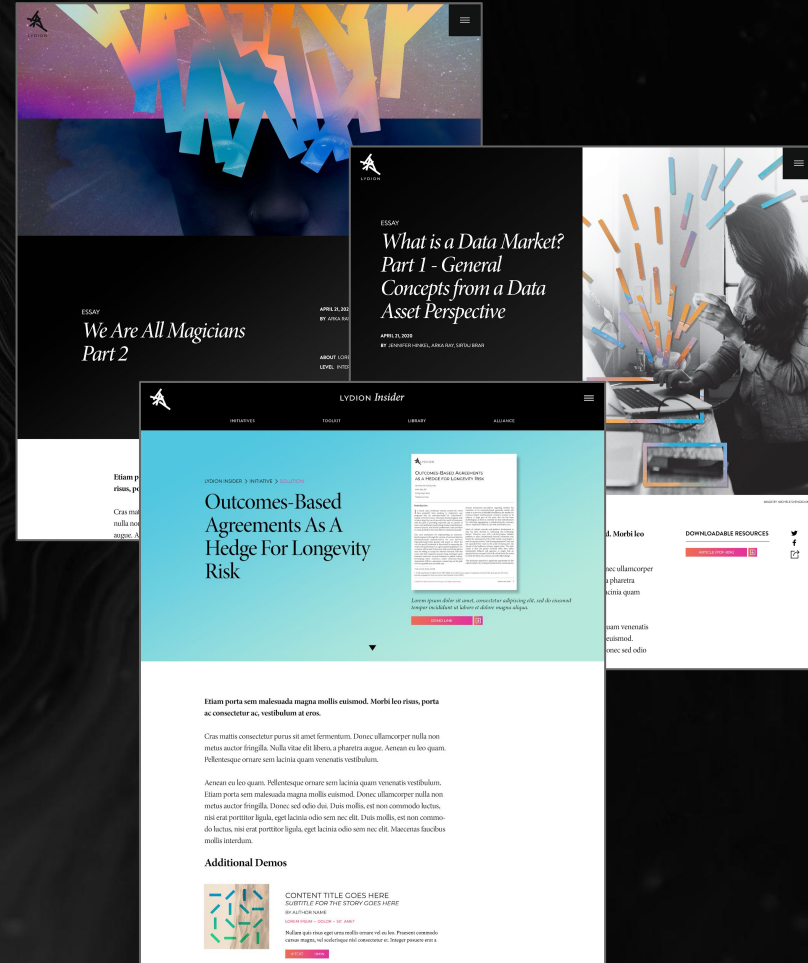 LYDION
ESSAY
We Are All Magicians
Part 2
APRIL 21, 202
BY ARKA RA
ABOUT LORE
LEVEL INTER
Etiam p
risus, po
Cras mat
nulla no
augue. A
LYDION
ESSAY
What is a Data Market?
Part 1 - General
Concepts from a Data
Asset Perspective
APRIL 21, 2020
BY JENNIFER HINKEL, ARKA RAY, SIRTAJ BRAR
d. Morbi leo
nec ullamcorper
a pharetra
acinia quam
uam venenatis
euismod.
onec sed odio
DOWNLOADABLE RESOURCES
LYDION Insider
INITIATIVES TOOLKIT LIBRARY ALLIANCE
LYDION INSIDER > INITIATIVE > SOLUTION
Outcomes-Based
Agreements As A
Hedge For Longevity
Risk
OUTCOMES-BASED AGREEMENTS
AS A HEDGE FOR LONGEVITY RISK
Lorem ipsum dolor sit amet, consectetur adipiscing elit, sed do eiusmod
tempor incididunt ut labore et dolore magna aliqua.
Etiam porta sem malesuada magna mollis euismod. Morbi leo risus, porta
ac consectetur ac, vestibulum at eros.
Cras mattis consectetur purus sit amet fermentum. Donec ullamcorper nulla non
metus auctor fringilla. Nulla vitae elit libero, a pharetra augue. Aenean eu leo quam.
Pellentesque ornare sem lacinia quam venenatis vestibulum.
Aenean eu leo quam. Pellentesque ornare sem lacinia quam venenatis vestibulum.
Etiam porta sem malesuada magna mollis euismod. Donec ullamcorper nulla non
metus auctor fringilla. Donec sed odio dui. Duis mollis, est non commodo luctus,
nisi erat porttitor ligula, eget lacinia odio sem nec elit. Duis mollis, est non commo-
do luctus, nisi erat porttitor ligula, eget lacinia odio sem nec elit. Maecenas faucibus
mollis interdum.
Additional Demos
CONTENT TITLE GOES HERE
SUBTITLE FOR THE STORY GOES HERE
BY AUTHOR NAME
LOREM IPSUM • DOLOR • SIT AMET
Nullam quis risus eget urna mollis ornare vel eu leo. Praesent commodo
cursus magna, vel scelerisque nisl consectetur et. Integer posuere erat a.